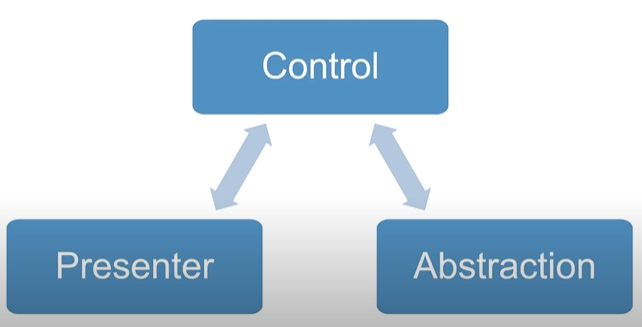 Control
Presenter
Abstraction